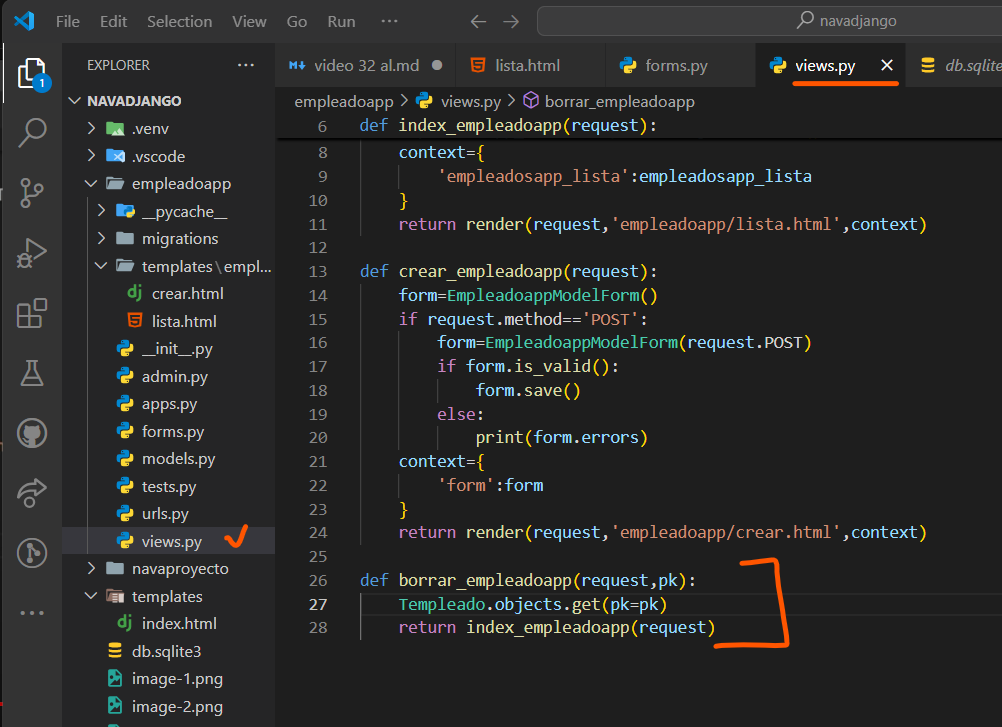 File Edit Selection View Go Run ··· navadjango
EXPLORER ···
NAVADJANGO
.venv
.vscode
empleadoapp
__pycache__
migrations
templates\empl...
crear.html
lista.html
__init__.py
admin.py
apps.py
forms.py
models.py
tests.py
urls.py
views.py
navaproyecto
templates
index.html
db.sqlite3
image-1.png
image-2.png
1
video 32 al.md lista.html forms.py views.py db.sqlite
empleadoapp > views.py > borrar_empleadoapp
6 def index_empleadoapp(request):
8 context={
9 'empleadosapp_lista':empleadosapp_lista
10 }
11 return render(request,'empleadoapp/lista.html',context)
12
13 def crear_empleadoapp(request):
14 form=EmpleadoappModelForm()
15 if request.method=='POST':
16 form=EmpleadoappModelForm(request.POST)
17 if form.is_valid():
18 form.save()
19 else:
20 print(form.errors)
21 context={
22 'form':form
23 }
24 return render(request,'empleadoapp/crear.html',context)
25
26 def borrar_empleadoapp(request,pk):
27 Templeado.objects.get(pk=pk)
28 return index_empleadoapp(request)